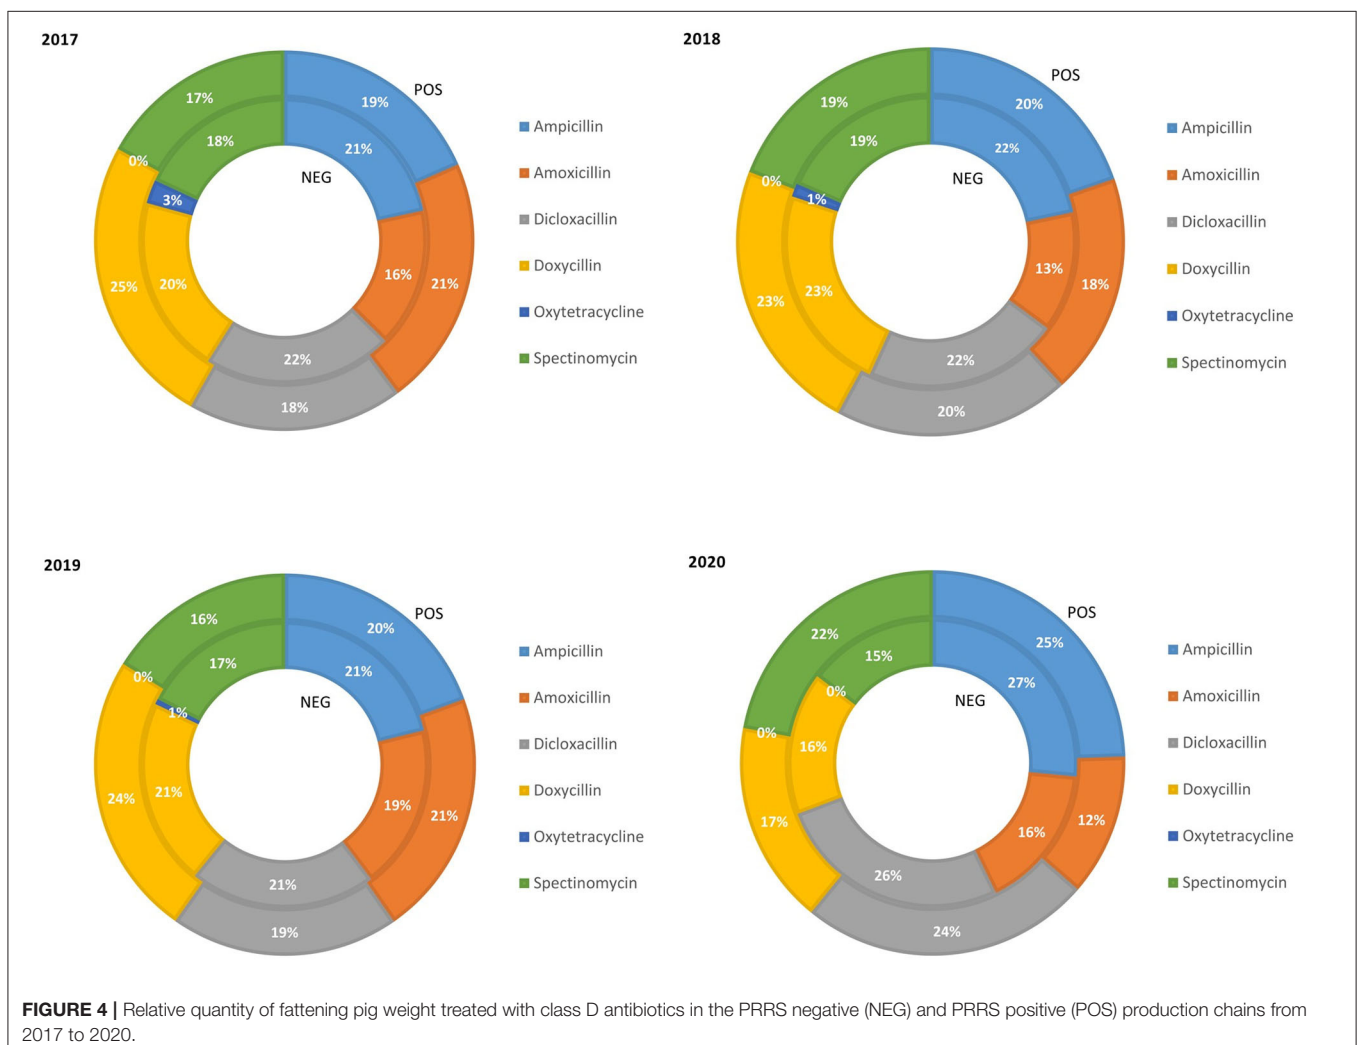 2017
POS
NEG
19%
21%
18%
25%
0%
17%
21%
16%
22%
20%
3%
18%
Ampicillin
Amoxicillin
Dicloxacillin
Doxycillin
Oxytetracycline
Spectinomycin
2018
POS
NEG
20%
18%
20%
23%
0%
19%
22%
13%
22%
23%
1%
19%
Ampicillin
Amoxicillin
Dicloxacillin
Doxycillin
Oxytetracycline
Spectinomycin
2019
POS
NEG
20%
21%
19%
24%
0%
16%
21%
19%
21%
21%
1%
17%
Ampicillin
Amoxicillin
Dicloxacillin
Doxycillin
Oxytetracycline
Spectinomycin
2020
POS
NEG
25%
12%
24%
17%
0%
22%
27%
16%
26%
16%
0%
15%
Ampicillin
Amoxicillin
Dicloxacillin
Doxycillin
Oxytetracycline
Spectinomycin
FIGURE 4 | Relative quantity of fattening pig weight treated with class D antibiotics in the PRRS negative (NEG) and PRRS positive (POS) production chains from
2017 to 2020.